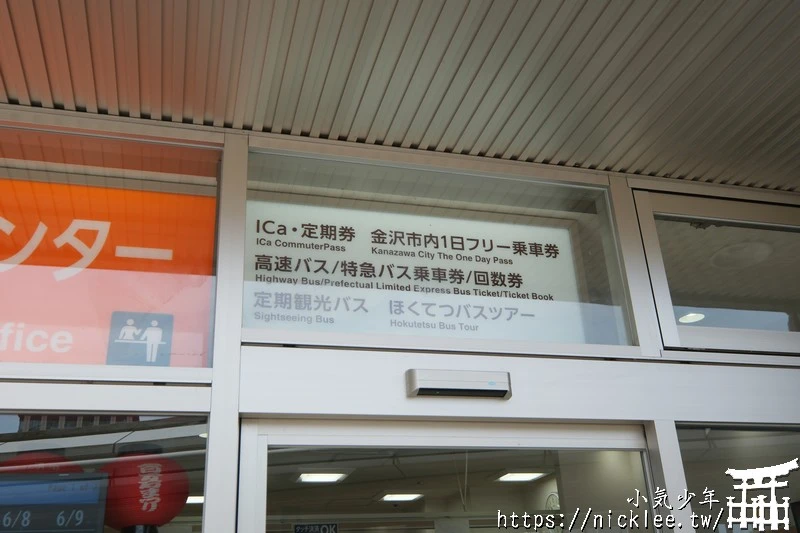 ンター
ffice
ICa・定期券 金沢市内1日フリー乗車券
ICa CommuterPass Kanazawa City The One Day Pass
高速バス/特急バス乗車券/回数券
Highway Bus/Prefectual Limited Express Bus Ticket/Ticket Book
定期観光バス ほくてつバスツアー
Sightseeing Bus Hokutetsu Bus Tour
6/8 6/9
OK
小氣少年
https://nicklee.tw/